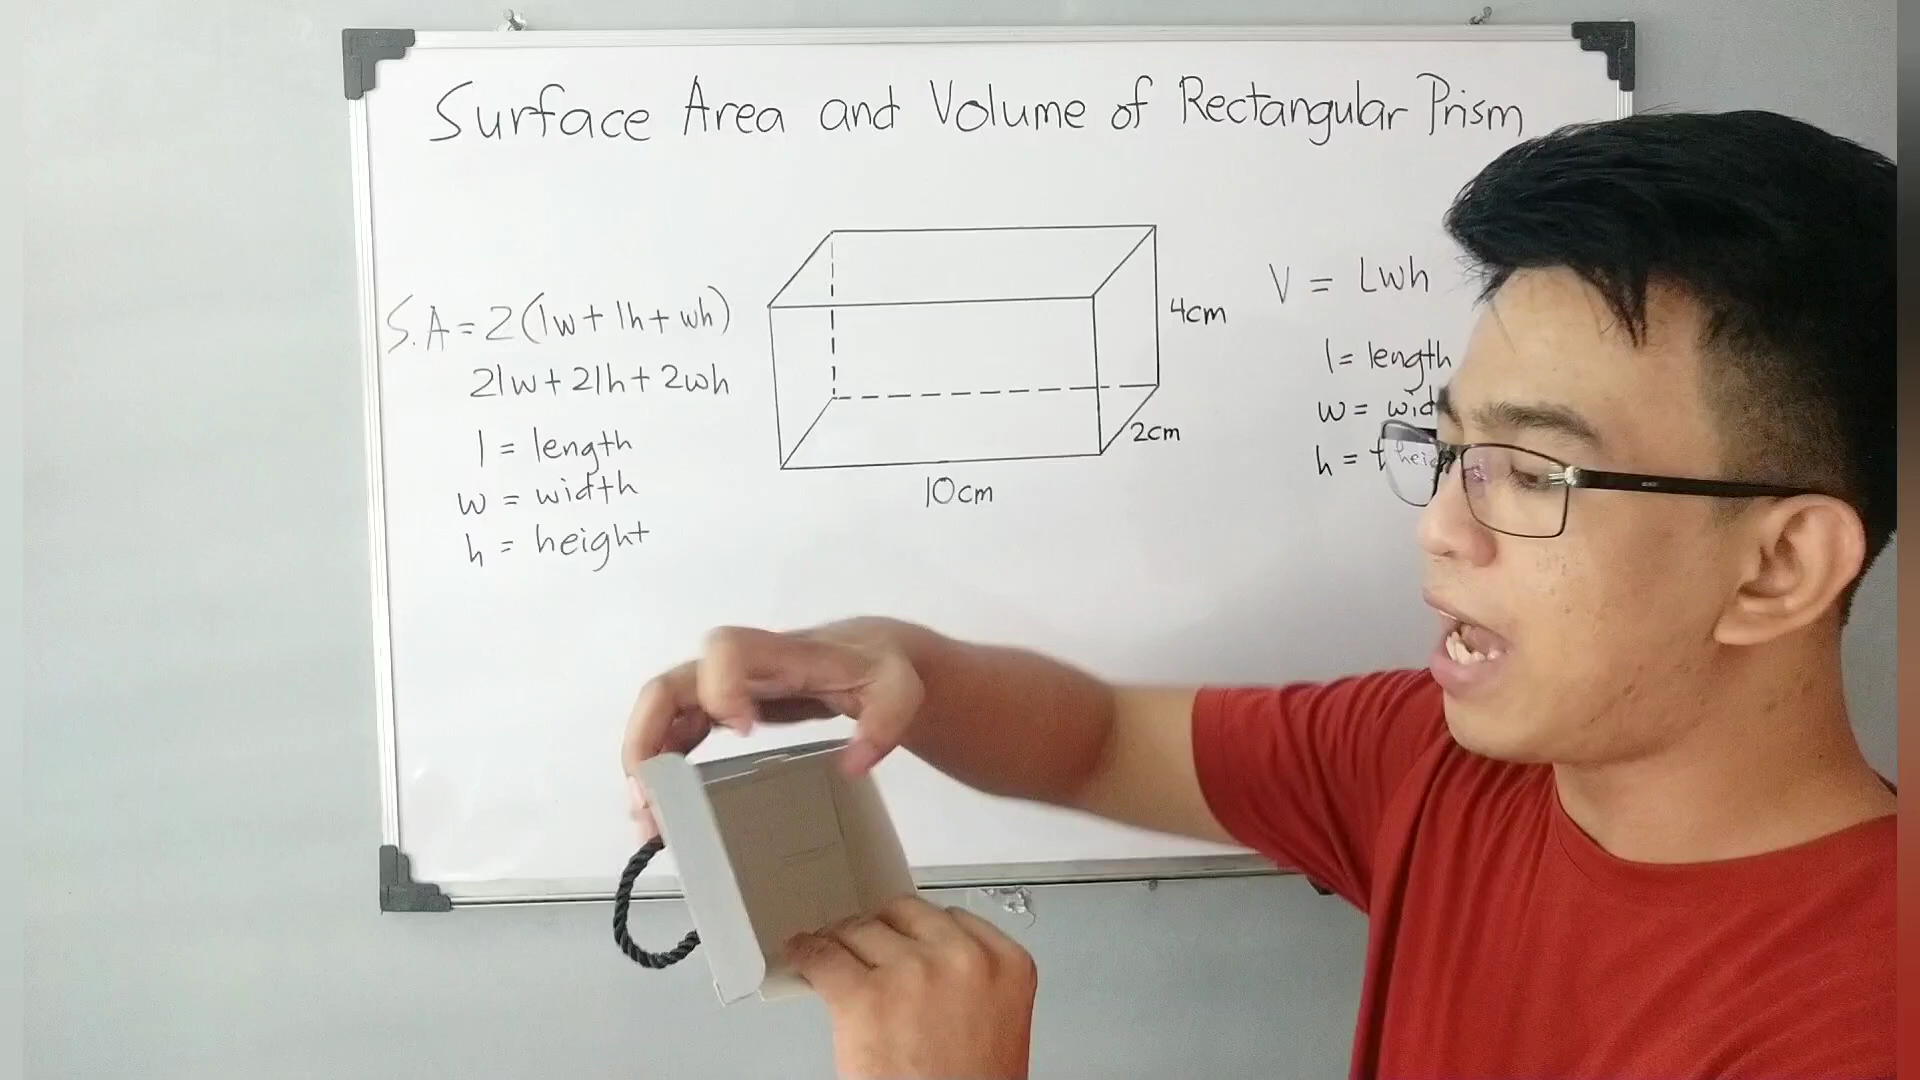 Surface Area and Volume of Rectangular Prism
S.A = 2(lw + lh + wh)
2lw + 2lh + 2wh
l = length
w = width
h = height
4cm
2cm
10cm
V = Lwh
l = length
w =
h =